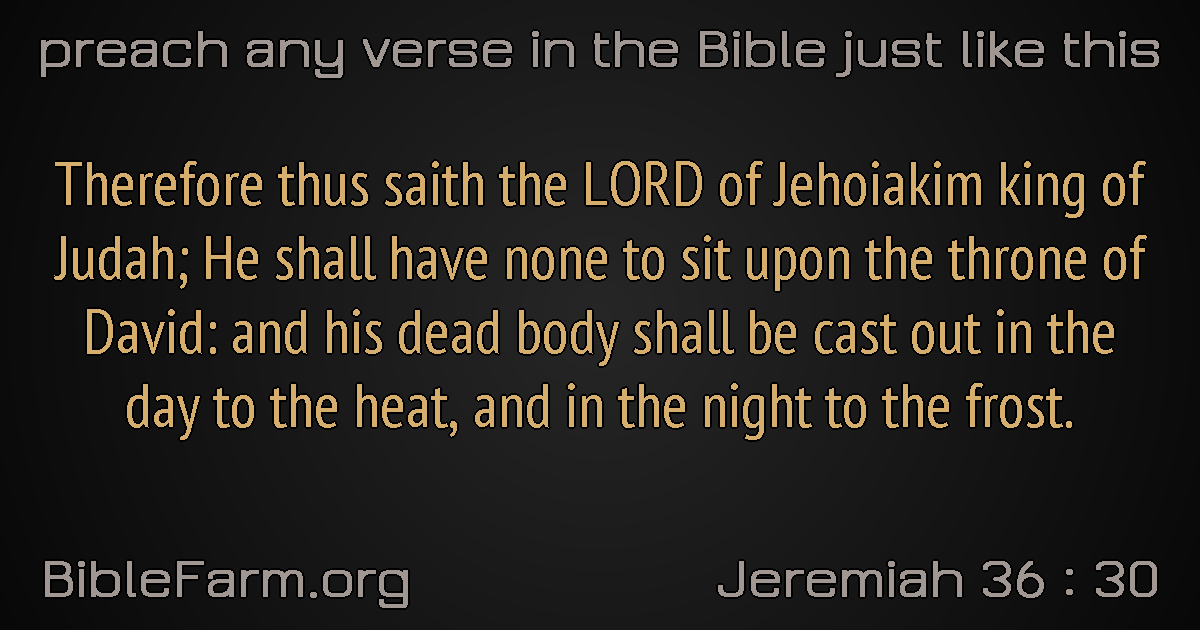 preach any verse in the Bible just like this
Therefore thus saith the LORD of Jehoiakim king of
Judah; He shall have none to sit upon the throne of
David: and his dead body shall be cast out in the
day to the heat, and in the night to the frost.
BibleFarm.org
Jeremiah 36 : 30